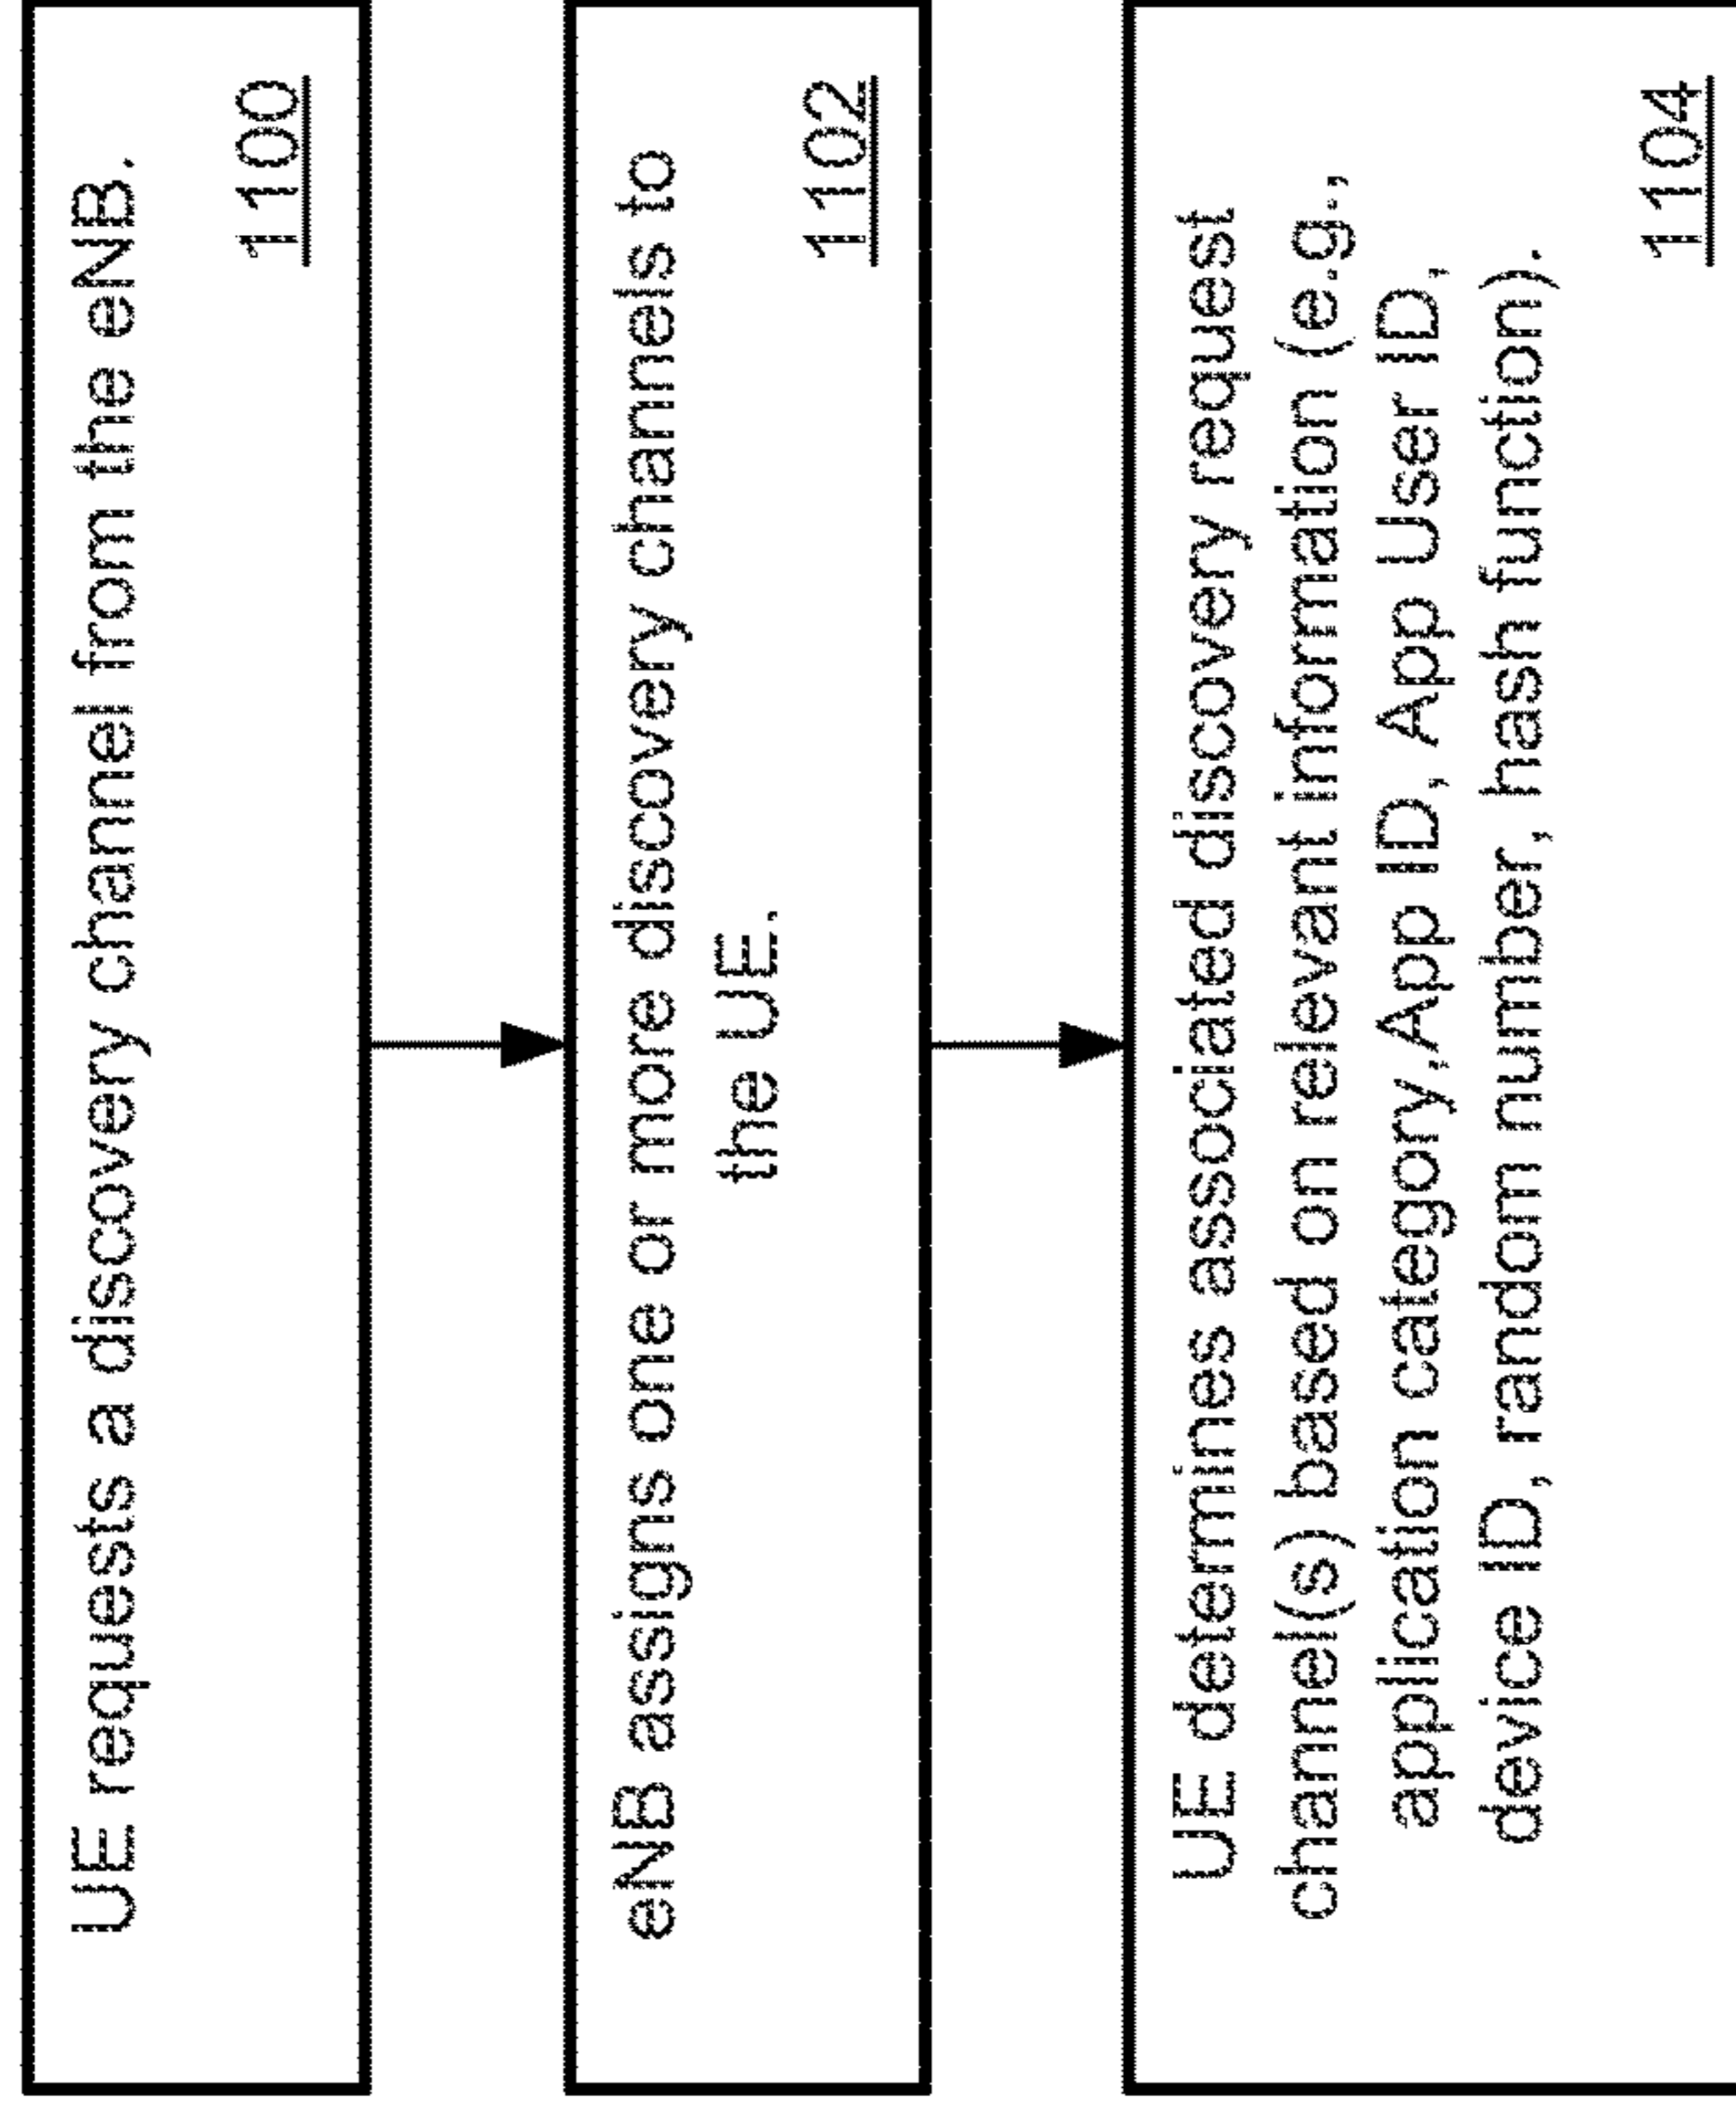 UE requests a discovery channel from the eNB.
1100
eNB assigns one or more discovery channels to
the UE.
1102
UE determines associated discovery request
channel(s) based on relevant information (e.g.,
application category,App ID, App User ID,
device ID, random number, hash function).
1104